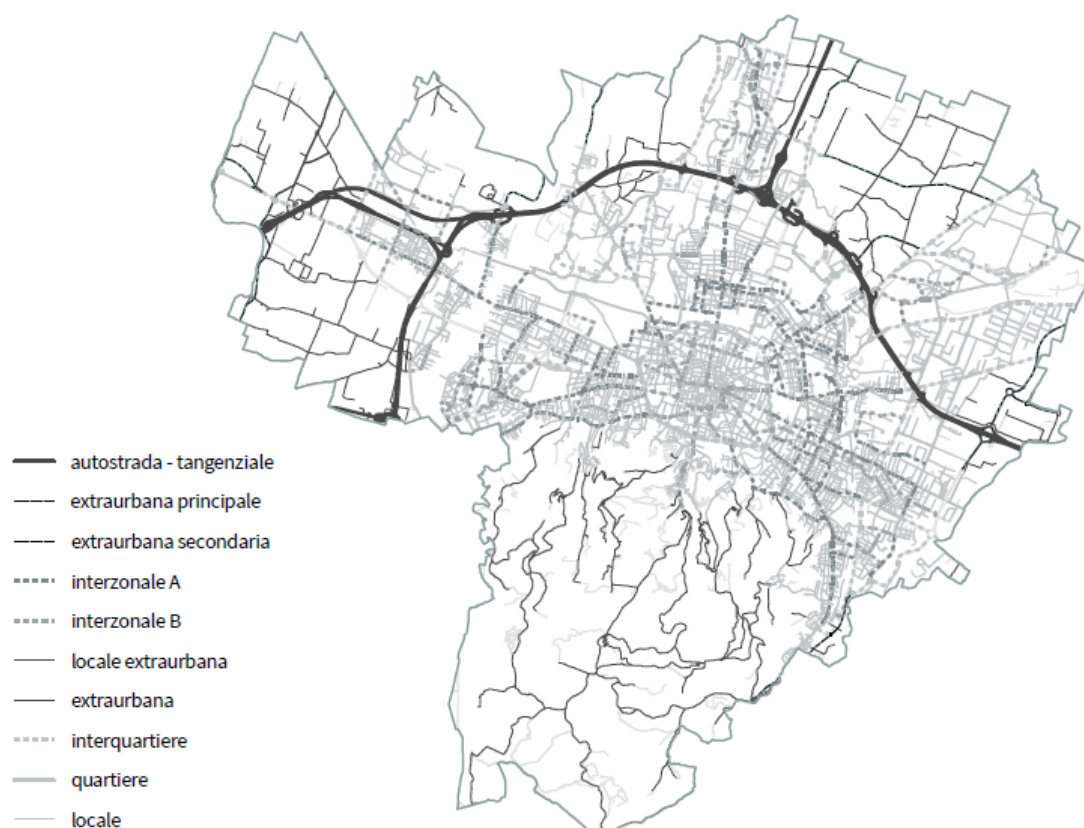 autostrada - tangenziale
extraurbana principale
extraurbana secondaria
interzonale A
interzonale B
locale extraurbana
extraurbana
interquartiere
quartiere
locale